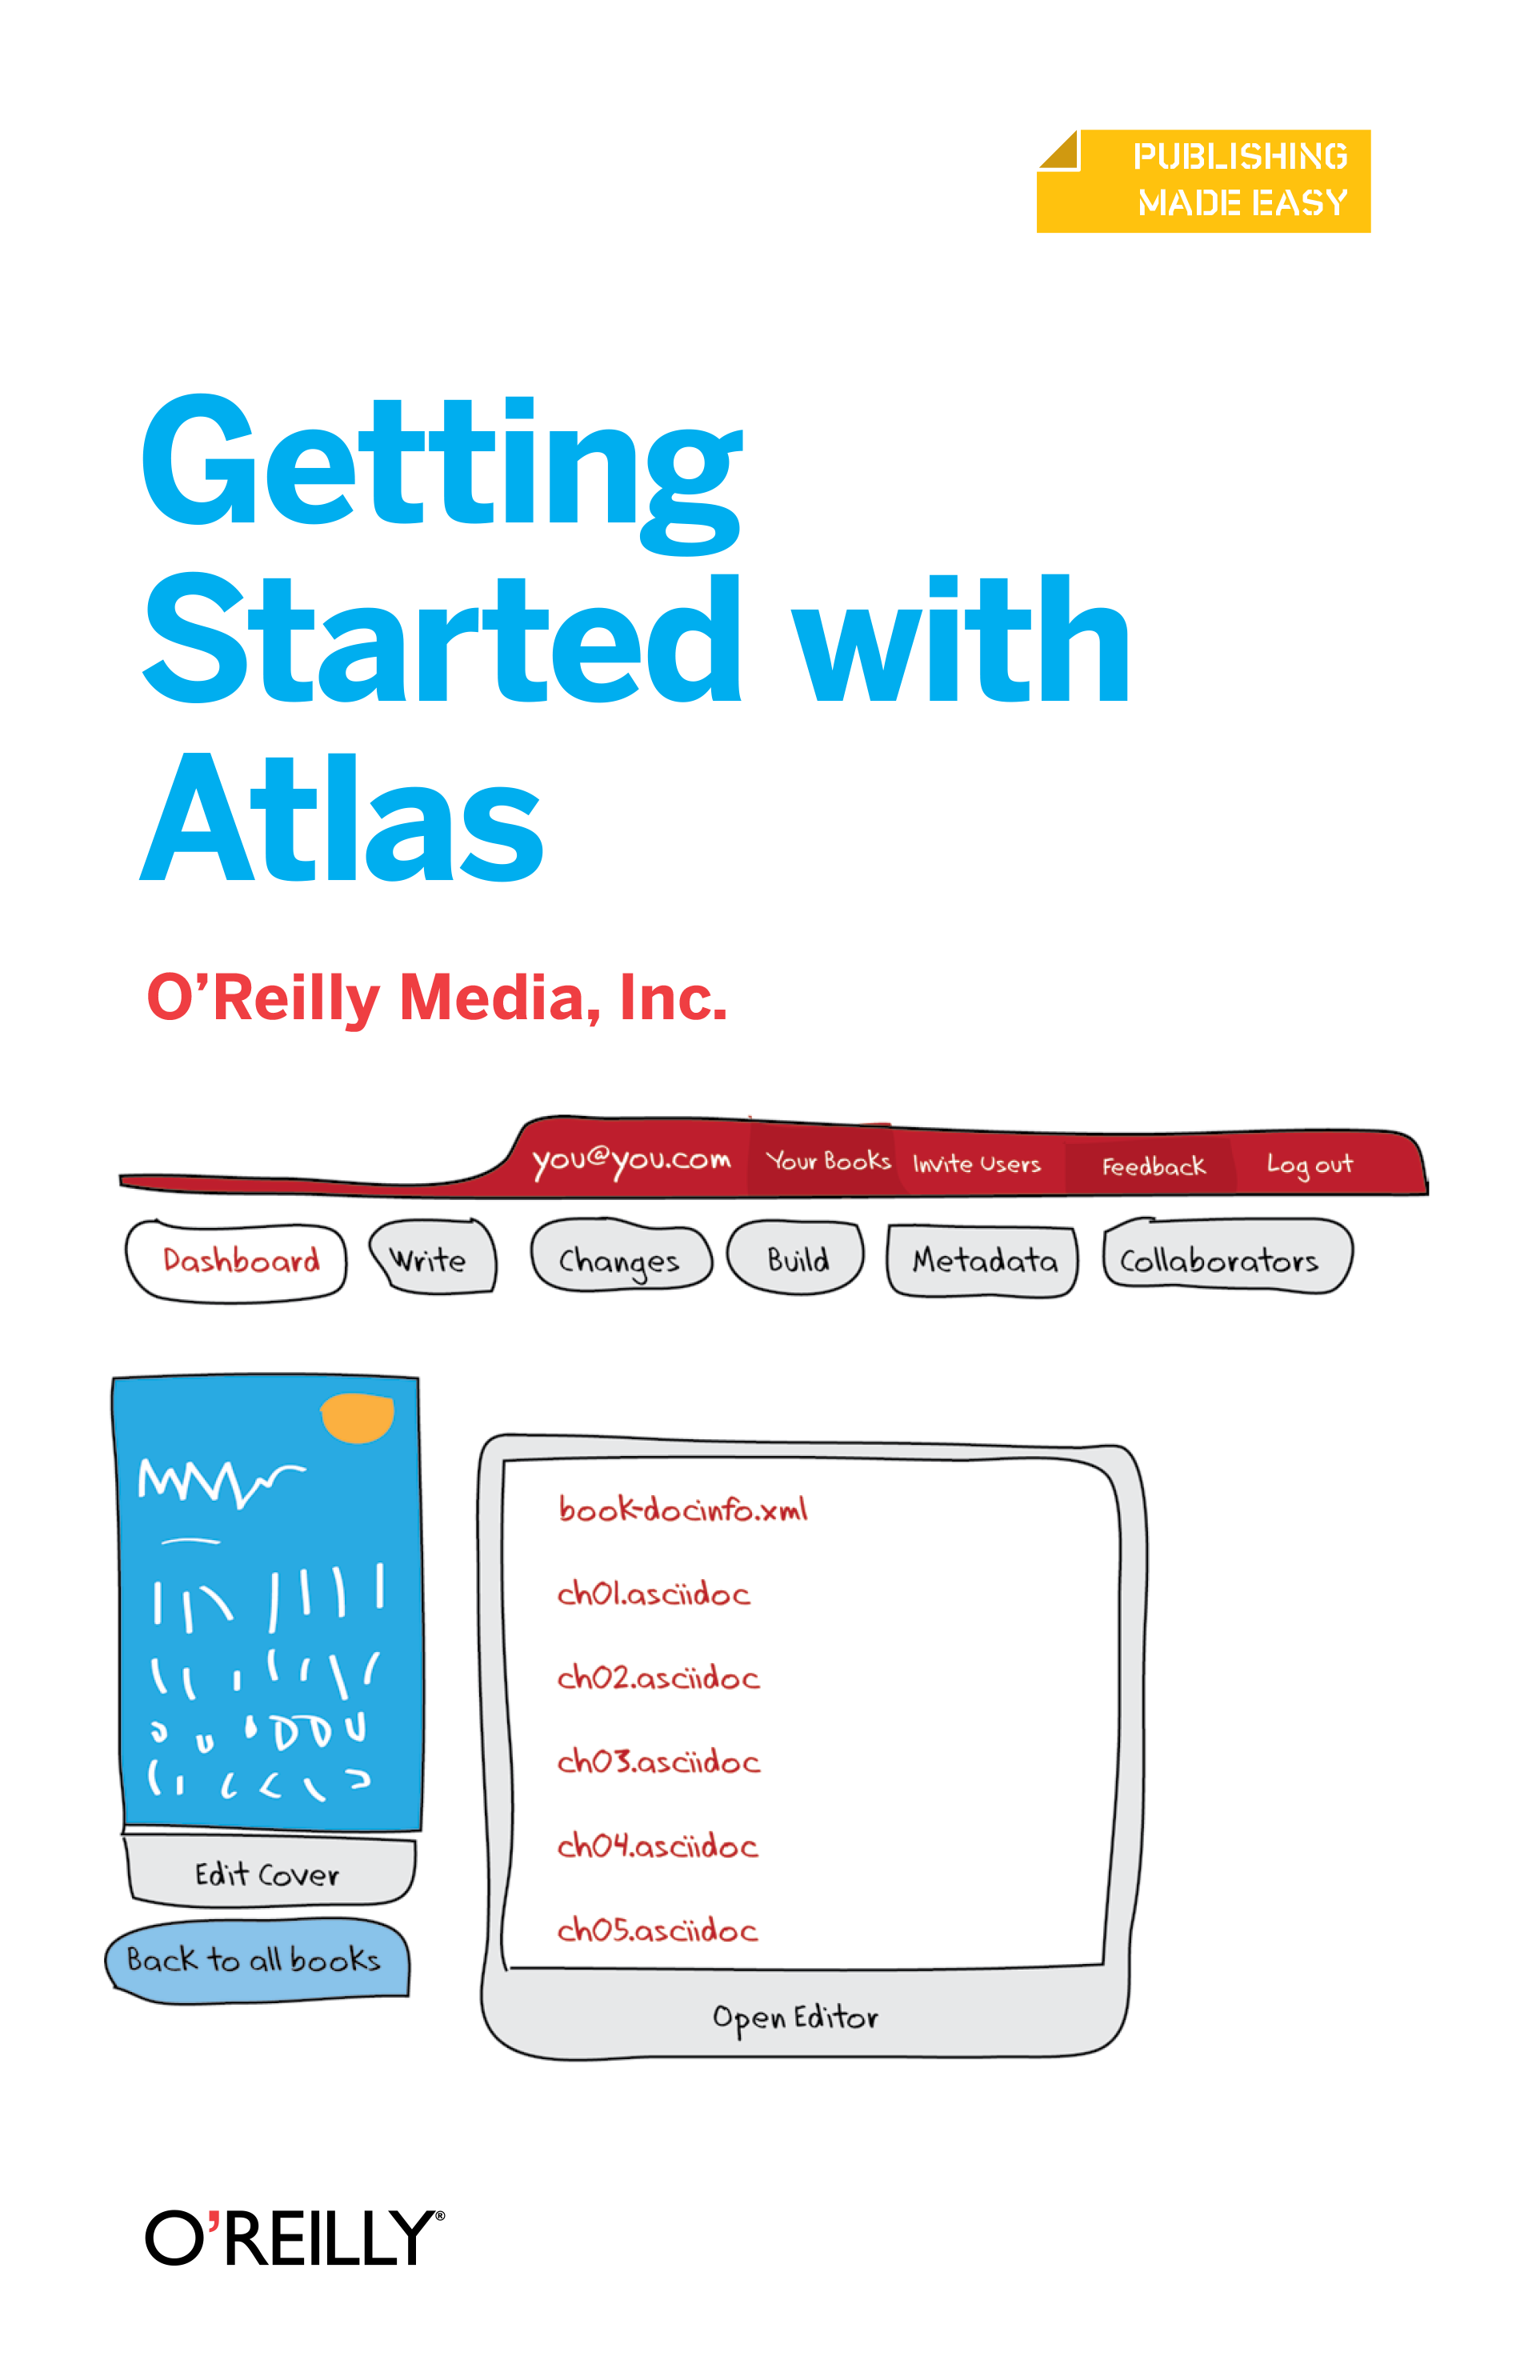 PUBLISHING
MADE EASY
Getting
Started with
Atlas
O'Reilly Media, Inc.
you@you.com Your Books Invite Users Feedback Log out
Dashboard Write Changes Build Metadata Collaborators
book-docinfo.xml
ch01.asciidoc
ch02.asciidoc
ch03.asciidoc
ch04.asciidoc
ch05.asciidoc
Edit Cover
Back to all books
Open Editor
O'REILLY®